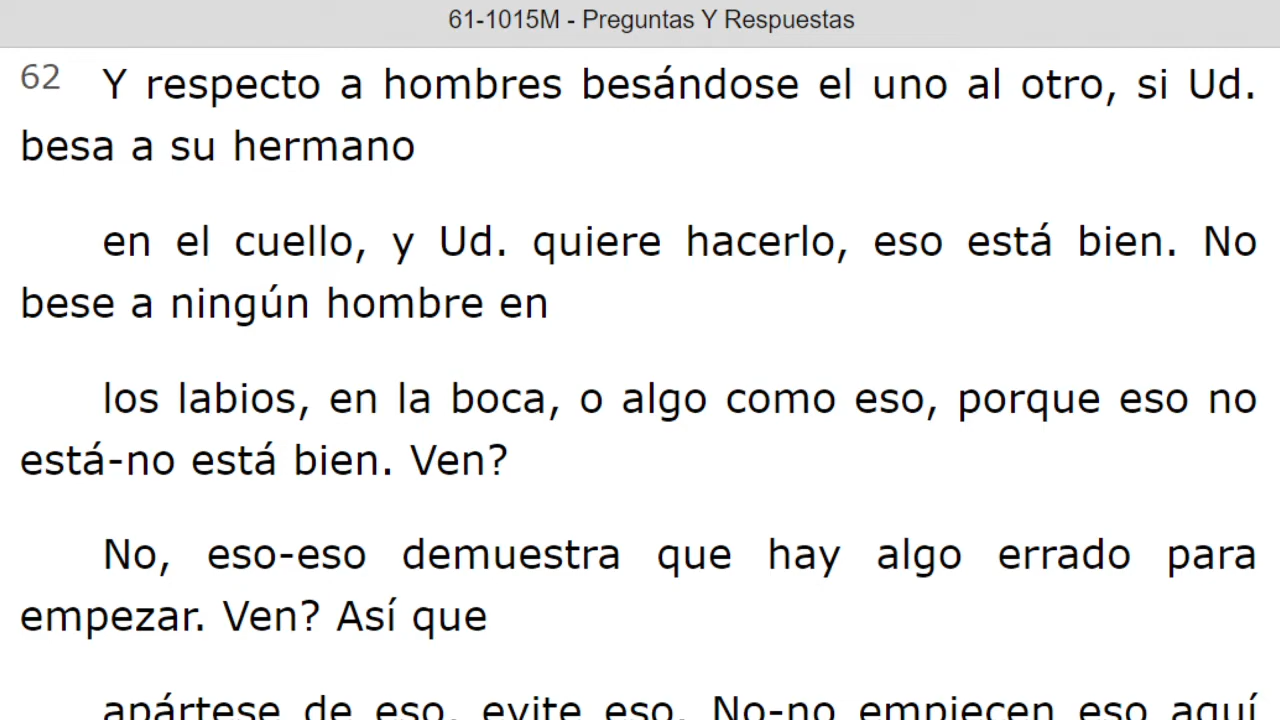 61-1015M - Preguntas Y Respuestas
62 Y respecto a hombres besándose el uno al otro, si Ud.
besa a su hermano
en el cuello, y Ud. quiere hacerlo, eso está bien. No
bese a ningún hombre en
los labios, en la boca, o algo como eso, porque eso no
está-no está bien. Ven?
No, eso-eso demuestra que hay algo errado para
empezar. Ven? Así que
apártese de eso, evite eso. No-no empiecen eso aquí